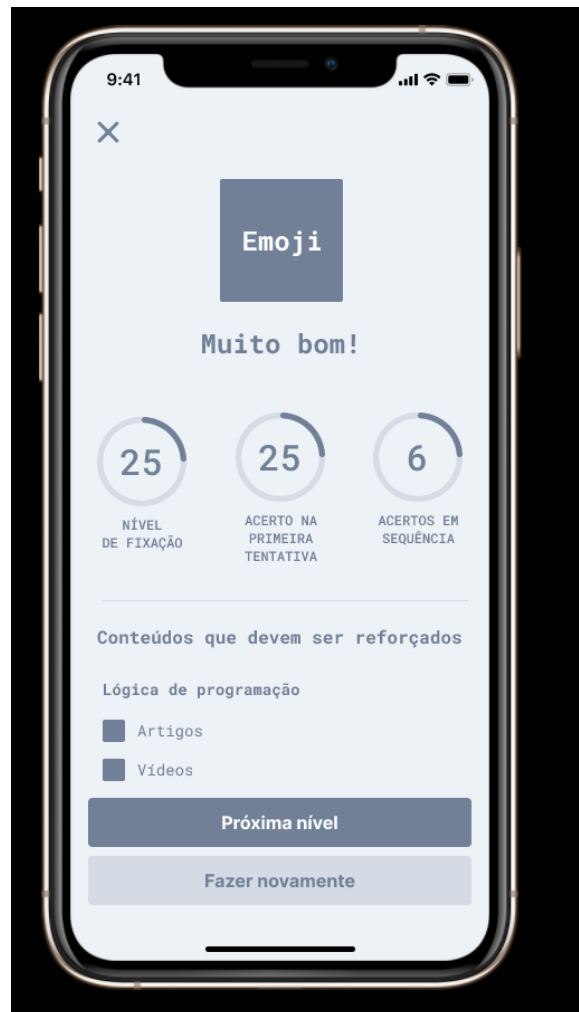 9:41
Emoji
Muito bom!
25
25
6
NÍVEL
DE FIXAÇÃO
ACERTO NA
PRIMEIRA
TENTATIVA
ACERTOS EM
SEQUÊNCIA
Conteúdos que devem ser reforçados
Lógica de programação
Artigos
Vídeos
Próxima nível
Fazer novamente